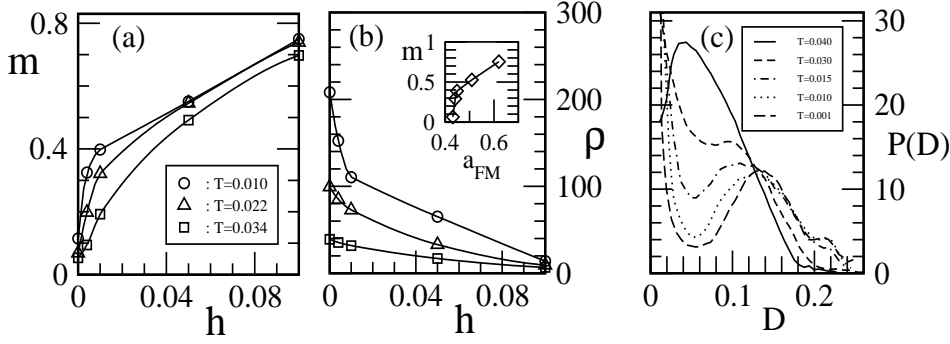 (a)
m
0.8
0.4
0
0 0.04 0.08
h
: T=0.010
: T=0.022
: T=0.034
(b)
300
200
100
0
ρ
0 0.04 0.08
h
m
1
0.5
0
0.4 0.6
a_FM
(c)
T=0.040
T=0.030
T=0.015
T=0.010
T=0.001
30
20
10
0
P(D)
0 0.1 0.2
D